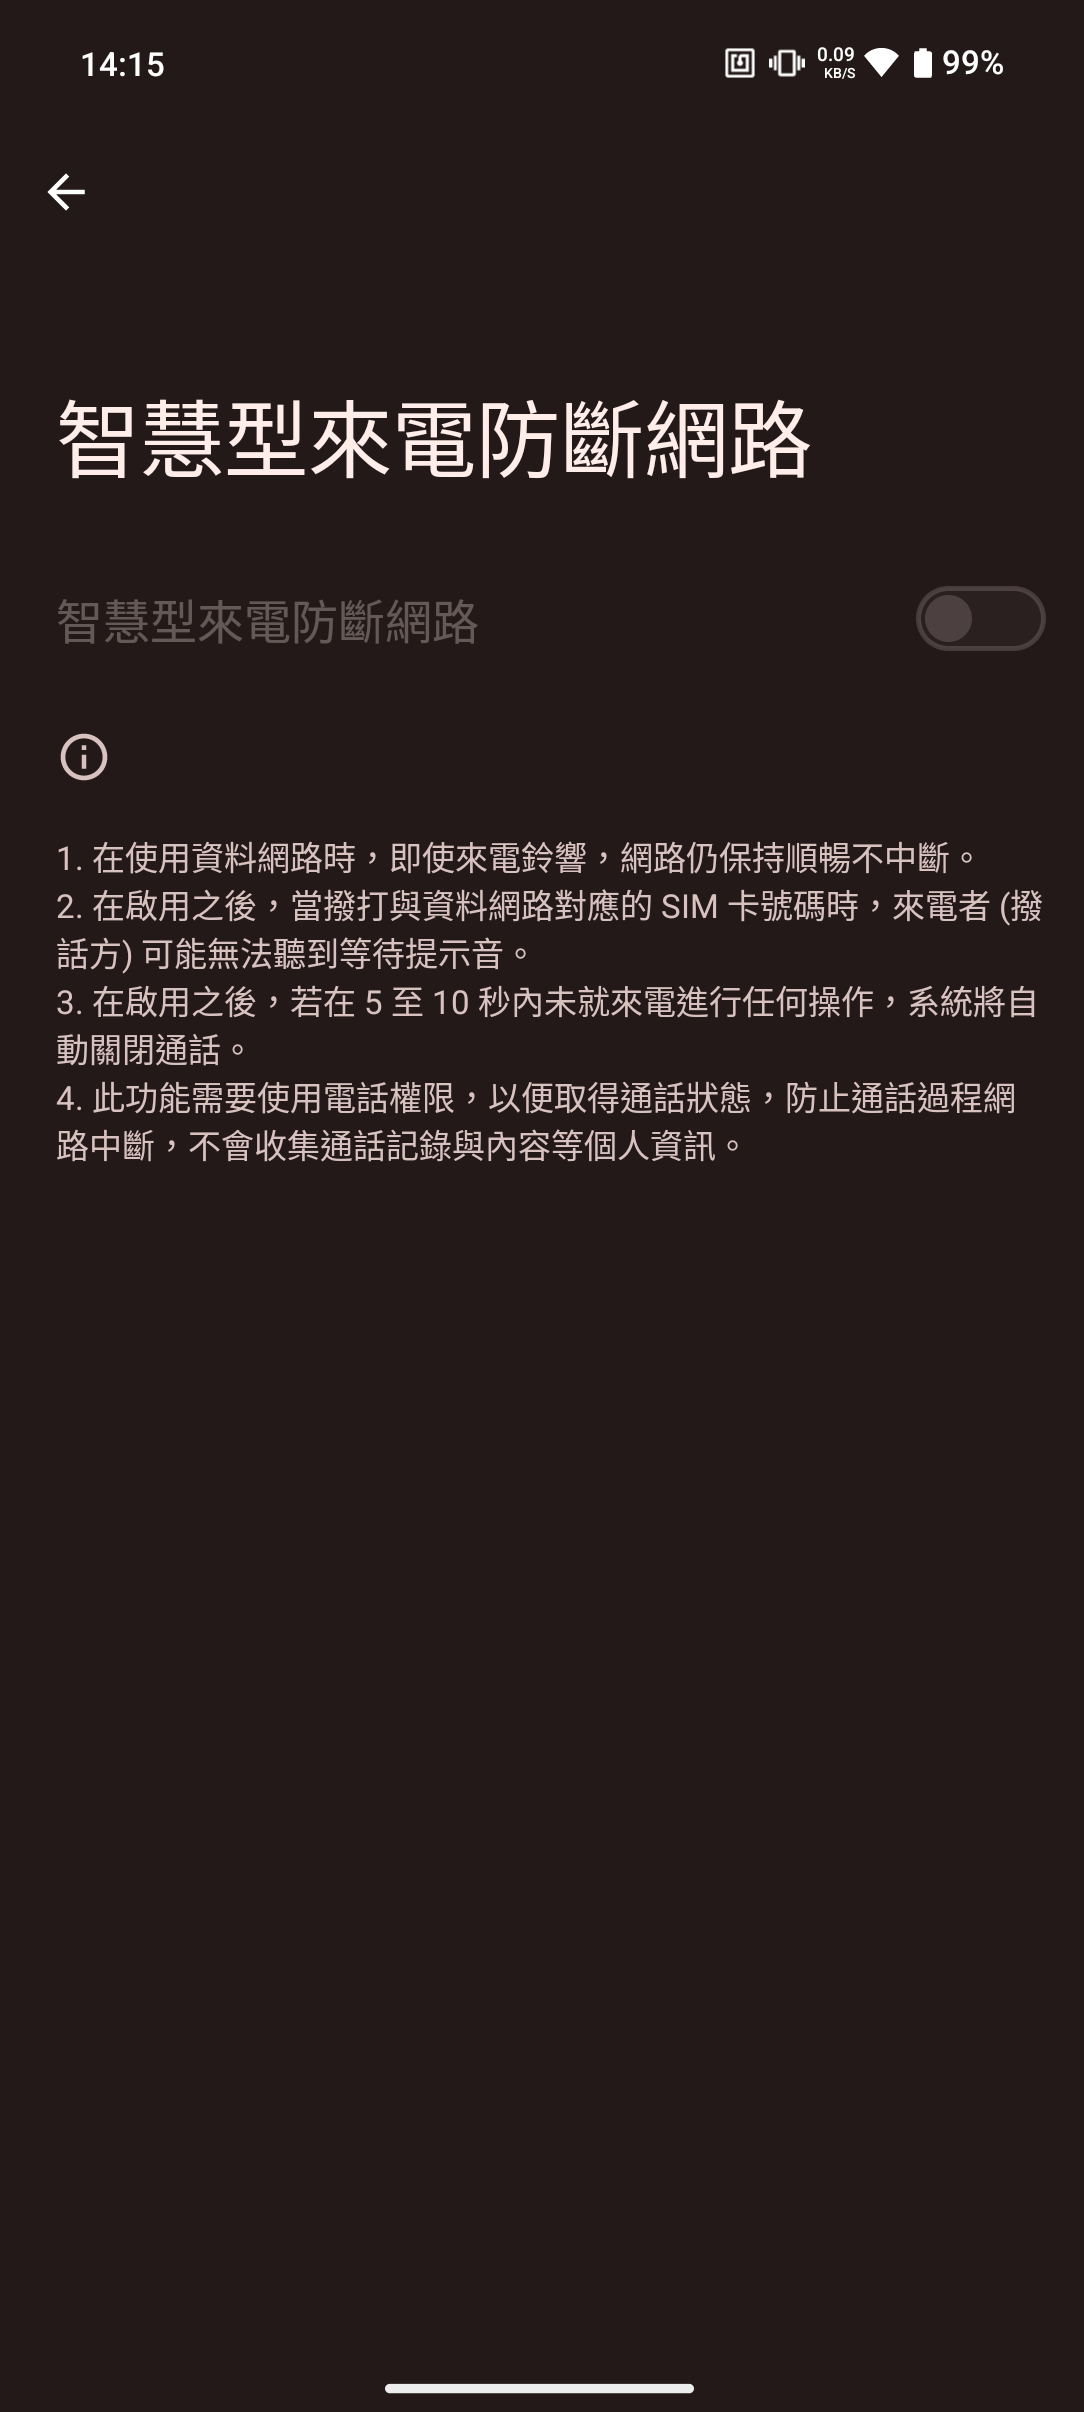 14:15
0.09
KB/S
99%
智慧型來電防斷網路
智慧型來電防斷網路
1. 在使用資料網路時，即使來電鈴響，網路仍保持順暢不中斷。
2. 在啟用之後，當撥打與資料網路對應的 SIM 卡號碼時，來電者 (撥
話方) 可能無法聽到等待提示音。
3. 在啟用之後，若在 5 至 10 秒內未就來電進行任何操作，系統將自
動關閉通話。
4. 此功能需要使用電話權限，以便取得通話狀態，防止通話過程網
路中斷，不會收集通話記錄與內容等個人資訊。